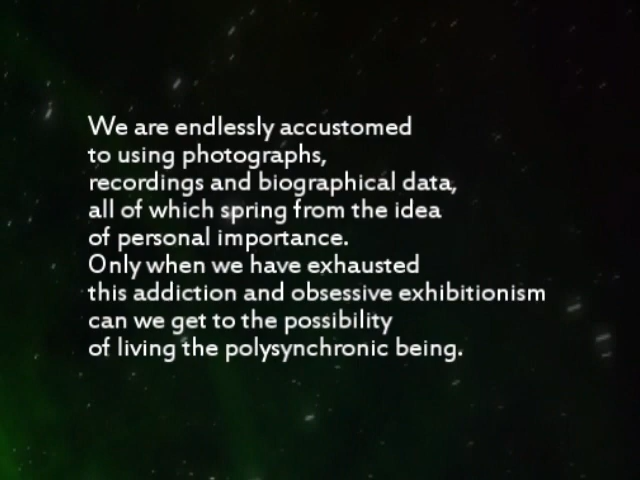 We are endlessly accustomed
to using photographs,
recordings and biographical data,
all of which spring from the idea
of personal importance.
Only when we have exhausted
this addiction and obsessive exhibitionism
can we get to the possibility
of living the polysynchronic being.